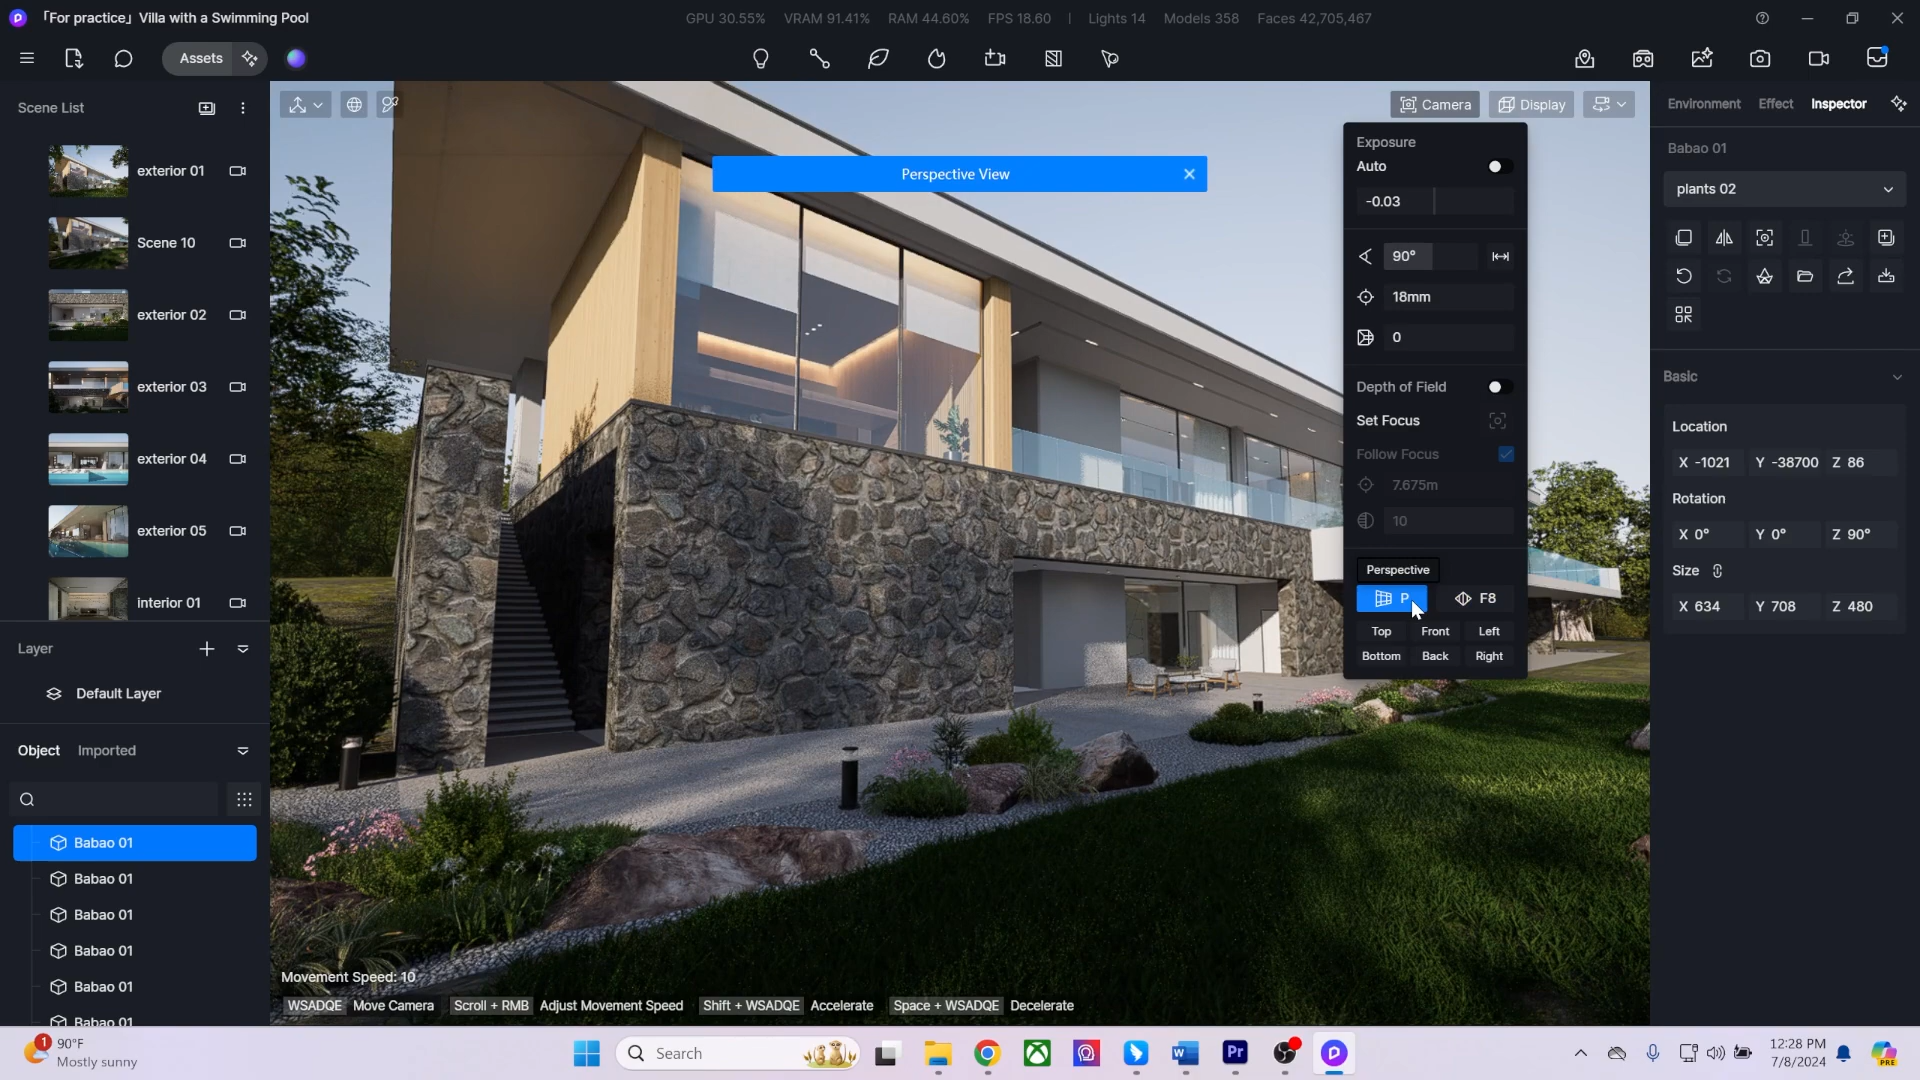 「For practice」Villa with a Swimming Pool
GPU 30.55% VRAM 91.41% RAM 44.60% FPS 18.60 | Lights 14 Models 358 Faces 42,705,467
Assets
Scene List
exterior 01
Scene 10
exterior 02
exterior 03
exterior 04
exterior 05
interior 01
Layer
Default Layer
Object Imported
Babao 01
Babao 01
Babao 01
Babao 01
Babao 01
Babao 01
Perspective View
Camera Display
Exposure
Auto
-0.03
90°
18mm
0
Depth of Field
Set Focus
Follow Focus
7.675m
10
Perspective
P F8
Top Front Left
Bottom Back Right
Movement Speed: 10
WSADQE Move Camera Scroll + RMB Adjust Movement Speed Shift + WSADQE Accelerate Space + WSADQE Decelerate
Environment Effect Inspector
Babao 01
plants 02
Basic
Location
X -1021 Y -38700 Z 86
Rotation
X 0° Y 0° Z 90°
Size
X 634 Y 708 Z 480
1
90°F
Mostly sunny
Search
Pr
PRE
12:28 PM
7/8/2024